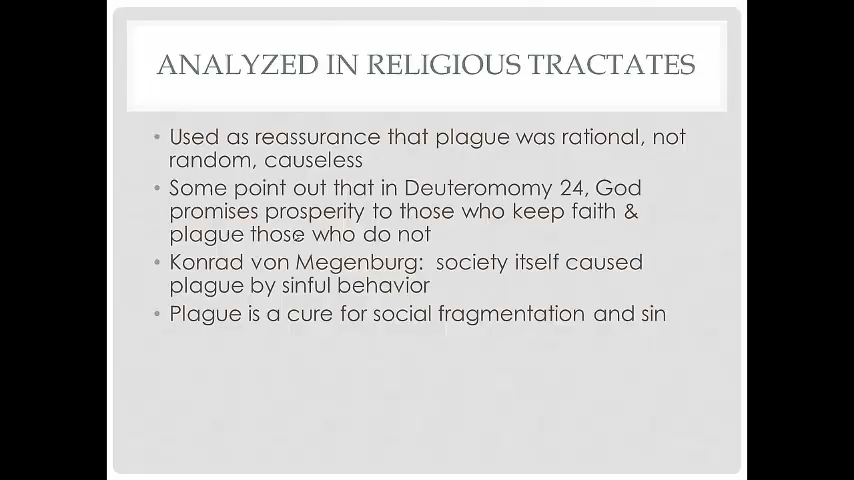 ANALYZED IN RELIGIOUS TRACTATES
• Used as reassurance that plague was rational, not
random, causeless
• Some point out that in Deuteromomy 24, God
promises prosperity to those who keep faith &
plague those who do not
• Konrad von Megenburg: society itself caused
plague by sinful behavior
• Plague is a cure for social fragmentation and sin